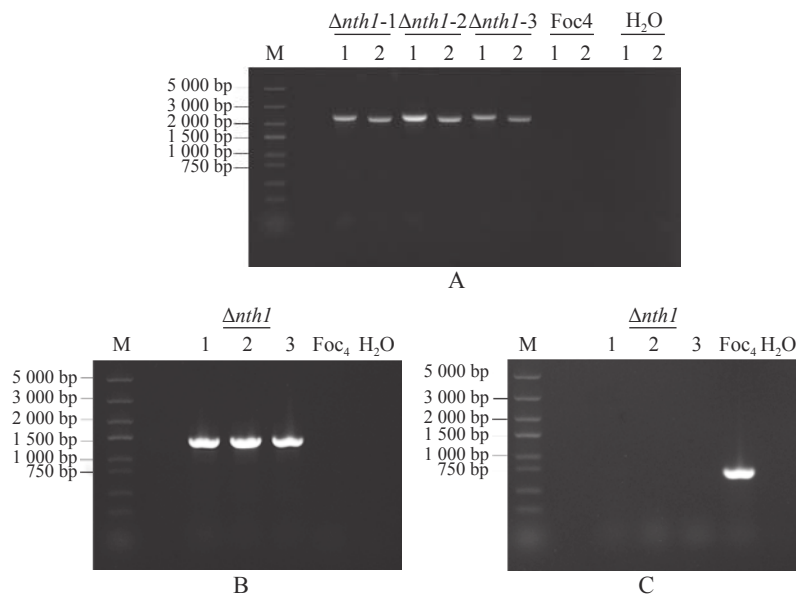 Δnth1-1 Δnth1-2 Δnth1-3 Foc4 H₂O
M 1 2 1 2 1 2 1 2 1 2
5 000 bp
3 000 bp
2 000 bp
1 500 bp
1 000 bp
750 bp
A
Δnth1
M 1 2 3 Foc₄ H₂O
5 000 bp
3 000 bp
2 000 bp
1 500 bp
1 000 bp
750 bp
B
Δnth1
M 1 2 3 Foc₄ H₂O
5 000 bp
3 000 bp
2 000 bp
1 500 bp
1 000 bp
750 bp
C